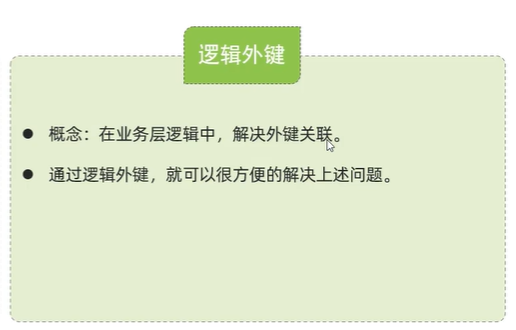 逻辑外键
概念：在业务层逻辑中，解决外键关联。
通过逻辑外键，就可以很方便的解决上述问题。